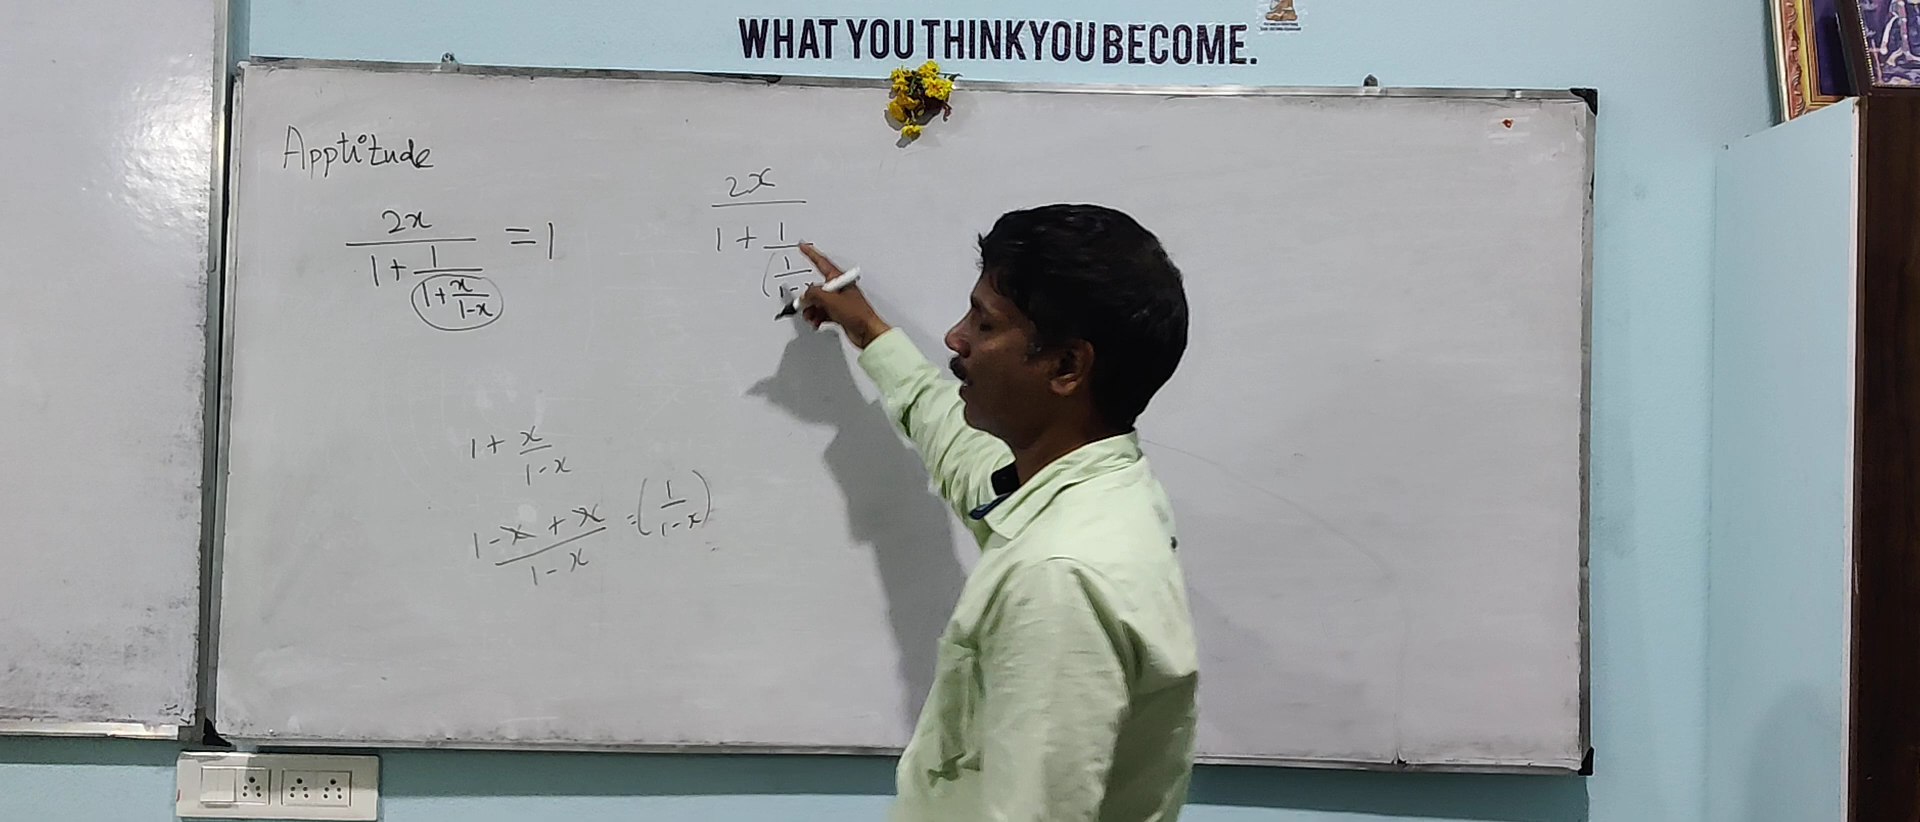 WHAT YOU THINK YOU BECOME.
Apptitude
2x
1 + 1
1 + x
1-x
= 1
2x
1 + 1
1
1 + x
1-x
1 - x + x
1 - x
= ( 1
1-x )